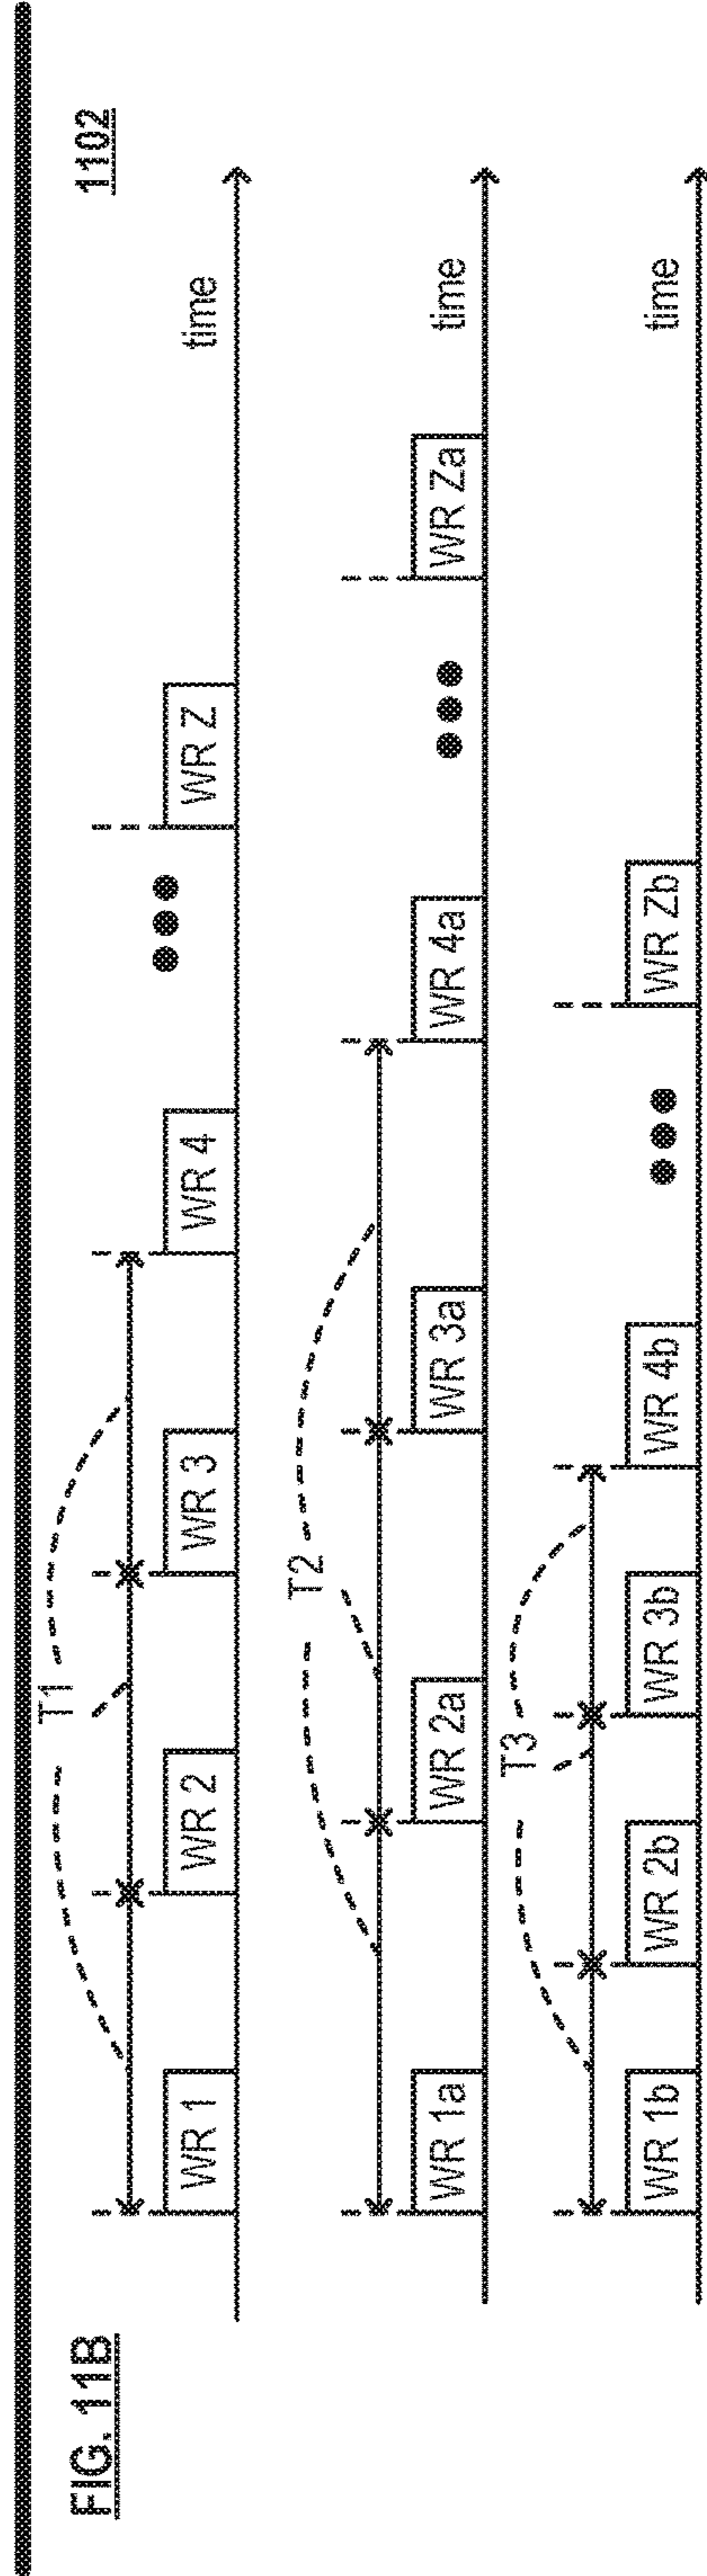 FIG. 11B
1102
T1
WR 1 WR 2 WR 3 WR 4 WR Z
time
T2
WR 1a WR 2a WR 3a WR 4a WR Za
time
T3
WR 1b WR 2b WR 3b WR 4b WR Zb
time